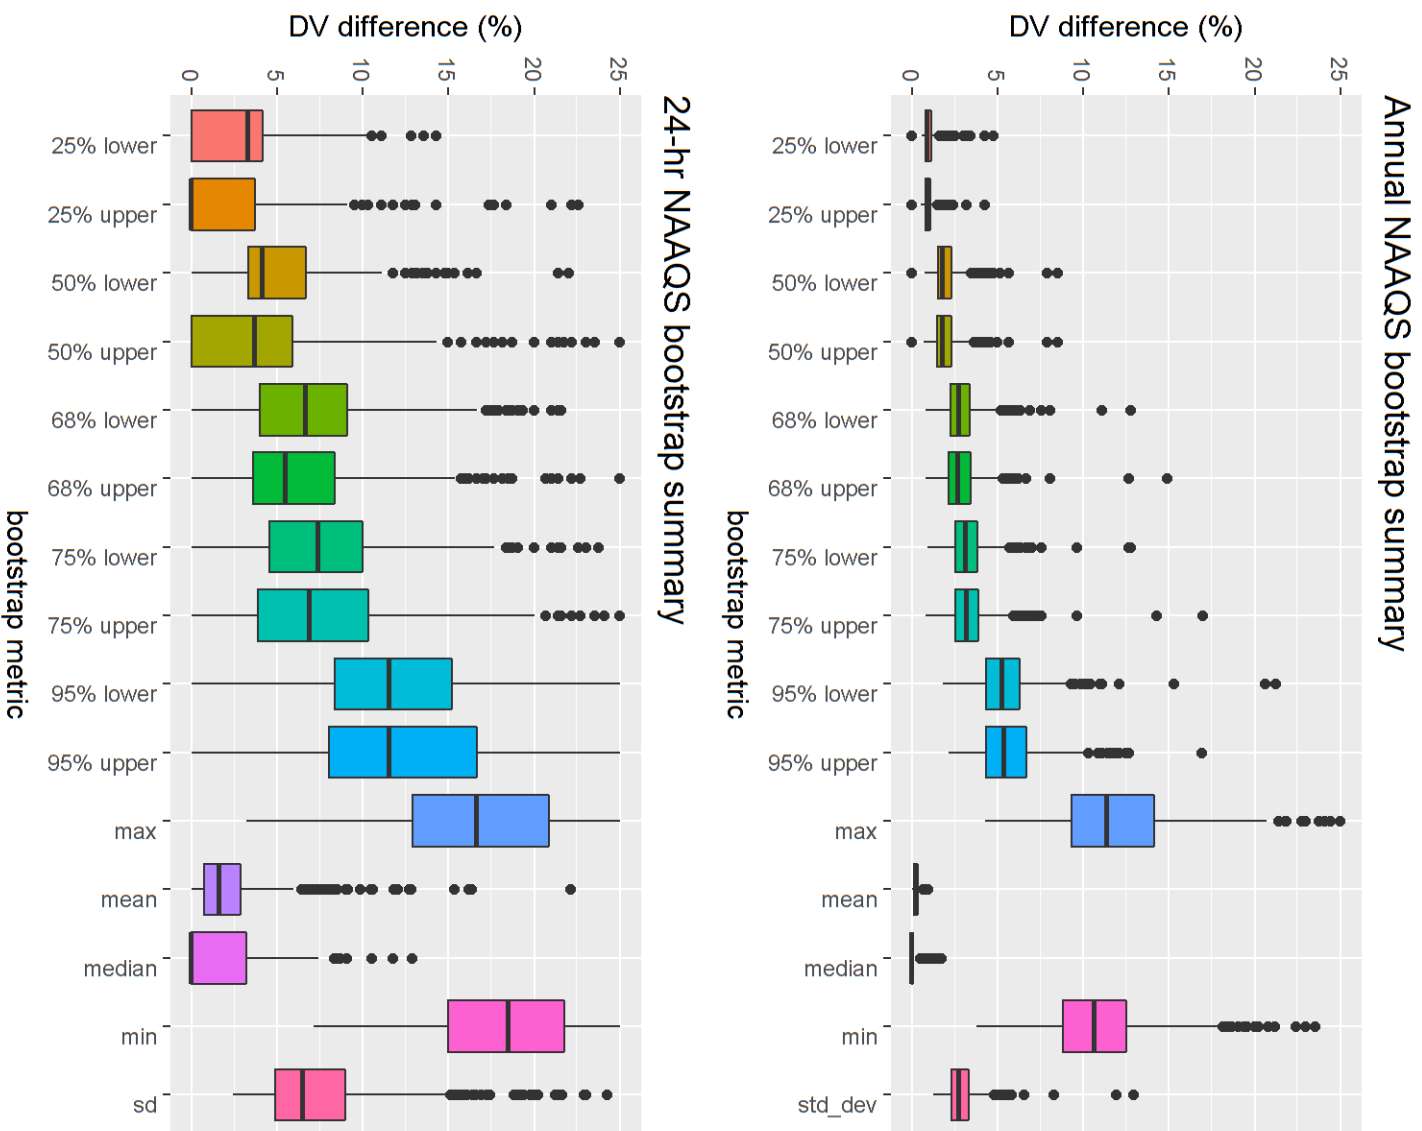 Annual NAAQS bootstrap summary
DV difference (%)
0
5
10
15
20
25
25% lower
25% upper
50% lower
50% upper
68% lower
68% upper
75% lower
75% upper
95% lower
95% upper
max
mean
median
min
std_dev
bootstrap metric
24-hr NAAQS bootstrap summary
DV difference (%)
0
5
10
15
20
25
25% lower
25% upper
50% lower
50% upper
68% lower
68% upper
75% lower
75% upper
95% lower
95% upper
max
mean
median
min
sd
bootstrap metric